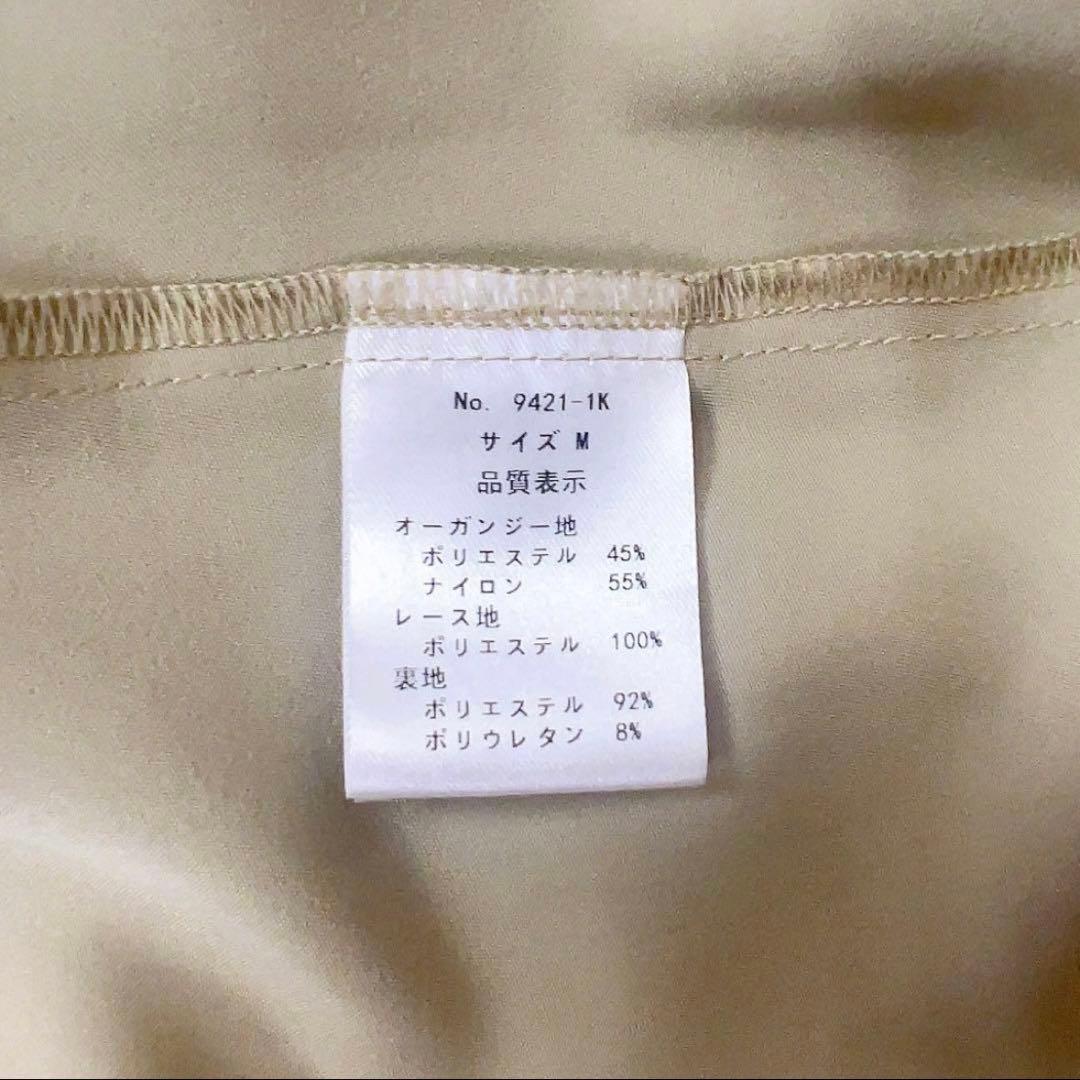 No. 9421-1K
サイズ M
品質表示
オーガンジー地
ポリエステル 45%
ナイロン 55%
レース地
ポリエステル 100%
裏地
ポリエステル 92%
ポリウレタン 8%